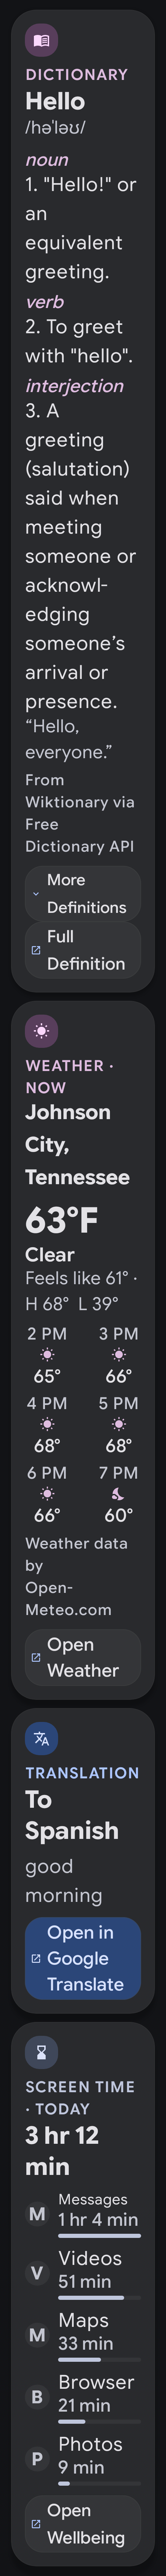 DICTIONARY
Hello
/həˈləʊ/
noun
1. "Hello!" or
an
equivalent
greeting.
verb
2. To greet
with "hello".
interjection
3. A
greeting
(salutation)
said when
meeting
someone or
acknowl-
edging
someone’s
arrival or
presence.
“Hello,
everyone.”
From
Wiktionary via
Free
Dictionary API
More
Definitions
Full
Definition
WEATHER ·
NOW
Johnson
City,
Tennessee
63°F
Clear
Feels like 61° ·
H 68° L 39°
2 PM 3 PM
65° 66°
4 PM 5 PM
68° 68°
6 PM 7 PM
66° 60°
Weather data
by
Open-
Meteo.com
Open
Weather
TRANSLATION
To
Spanish
good
morning
Open in
Google
Translate
SCREEN TIME
· TODAY
3 hr 12
min
M Messages
1 hr 4 min
V Videos
51 min
M Maps
33 min
B Browser
21 min
P Photos
9 min
Open
Wellbeing